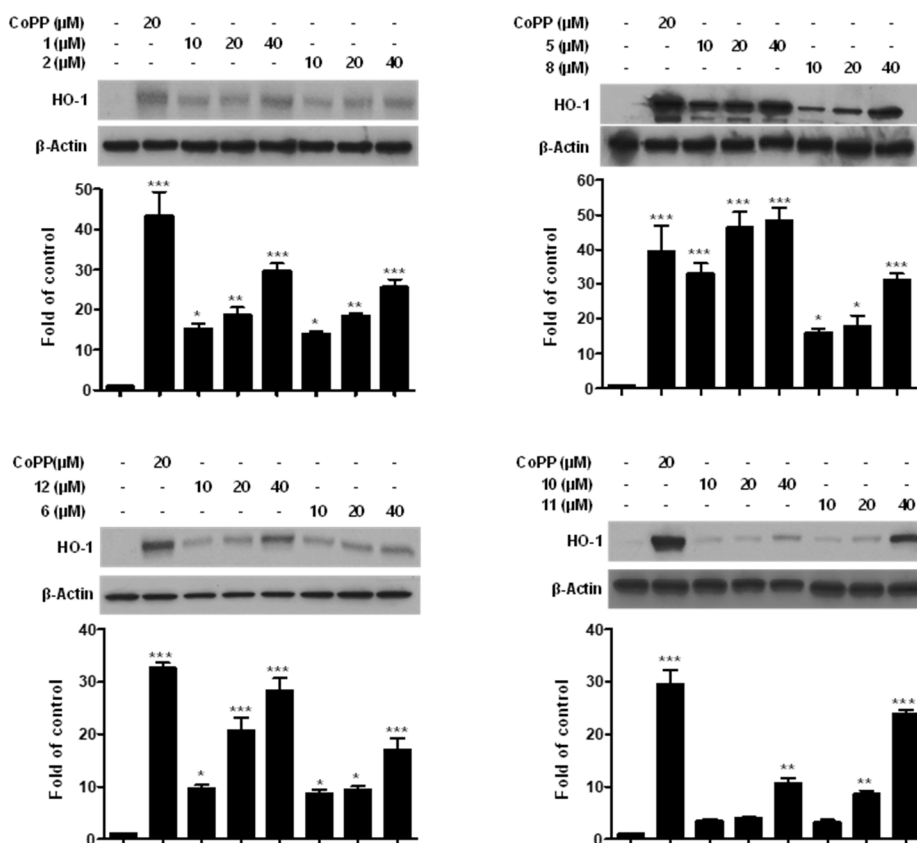 CoPP (µM) - 20 - - - - - -
1 (µM) - - 10 20 40 - - -
2 (µM) - - - - - 10 20 40
HO-1
β-Actin
Fold of control
50
40
30
20
10
0
***
*
**
***
*
**
***
CoPP (µM) - 20 - - - - - -
5 (µM) - - 10 20 40 - - -
8 (µM) - - - - - 10 20 40
HO-1
β-Actin
Fold of control
60
50
40
30
20
10
0
***
***
***
***
*
*
***
CoPP(µM) - 20 - - - - - -
12 (µM) - - 10 20 40 - - -
6 (µM) - - - - - 10 20 40
HO-1
β-Actin
Fold of control
40
30
20
10
0
***
*
***
***
*
*
***
CoPP (µM) - 20 - - - - - -
10 (µM) - - 10 20 40 - - -
11 (µM) - - - - - 10 20 40
HO-1
β-Actin
Fold of control
40
30
20
10
0
***
**
**
***